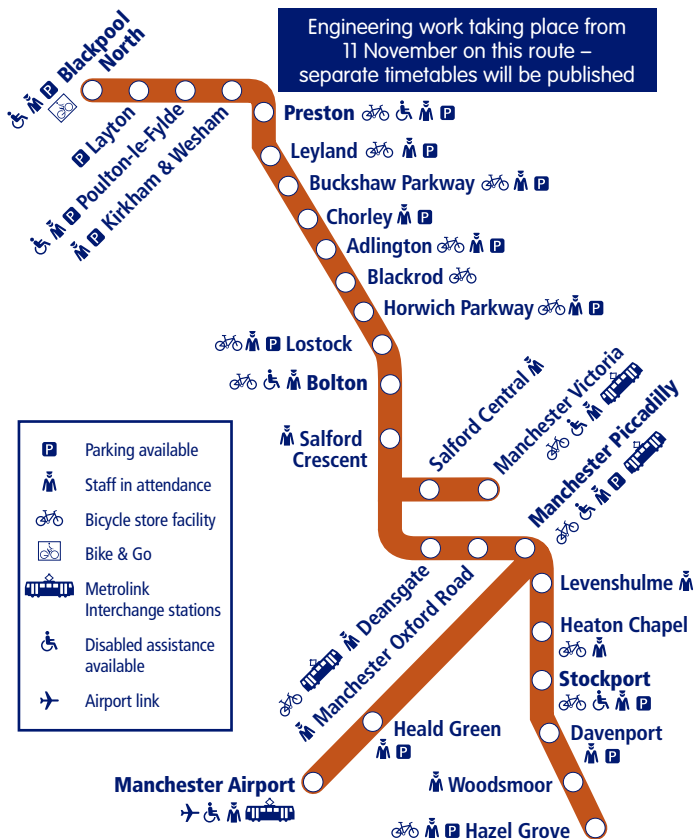 Engineering work taking place from
11 November on this route –
separate timetables will be published
Blackpool
North
P Layton
P Poulton-le-Fylde
P Kirkham & Wesham
Preston P
Leyland P
Buckshaw Parkway P
Chorley P
Adlington P
Blackrod
Horwich Parkway P
P Lostock
Bolton
Salford
Crescent
Salford Central
Manchester Victoria
Manchester Piccadilly
P
P Parking available
Staff in attendance
Bicycle store facility
Bike & Go
Metrolink
Interchange stations
Disabled assistance
available
Airport link
Deansgate
Manchester Oxford Road
Levenshulme
Heaton Chapel
Stockport
P
Davenport
P
Woodsmoor
P Hazel Grove
Heald Green
P
Manchester Airport